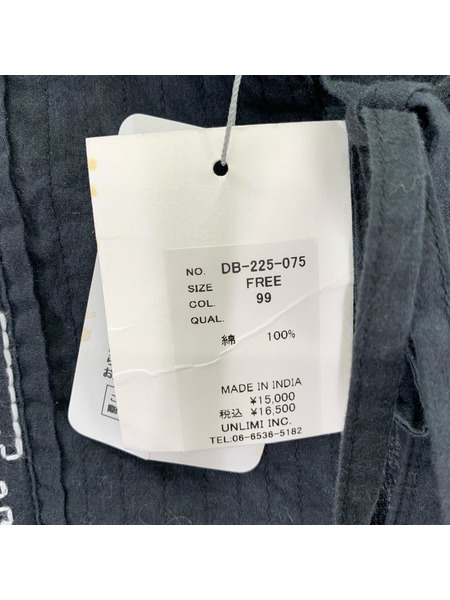 NO. DB-225-075
SIZE FREE
COL. 99
QUAL.
綿 100%
MADE IN INDIA
¥15,000
税込 ¥16,500
UNLIMI INC.
TEL:06-6536-5182